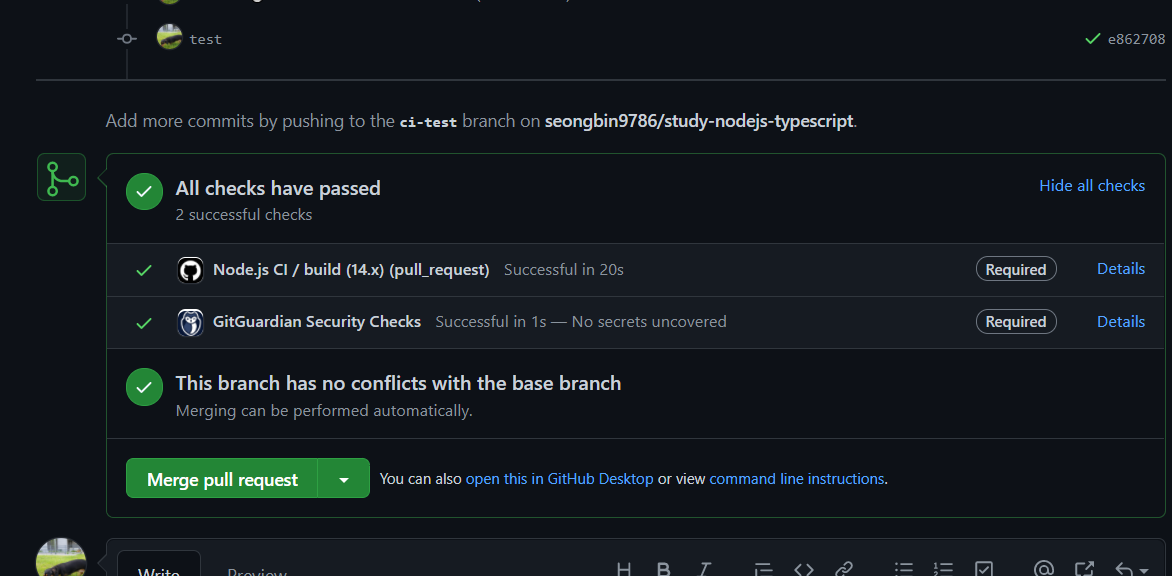 test
e862708
Add more commits by pushing to the ci-test branch on seongbin9786/study-nodejs-typescript.
All checks have passed
Hide all checks
2 successful checks
Node.js CI / build (14.x) (pull_request) Successful in 20s Required Details
GitGuardian Security Checks Successful in 1s — No secrets uncovered Required Details
This branch has no conflicts with the base branch
Merging can be performed automatically.
Merge pull request You can also open this in GitHub Desktop or view command line instructions.
Write Preview H B I